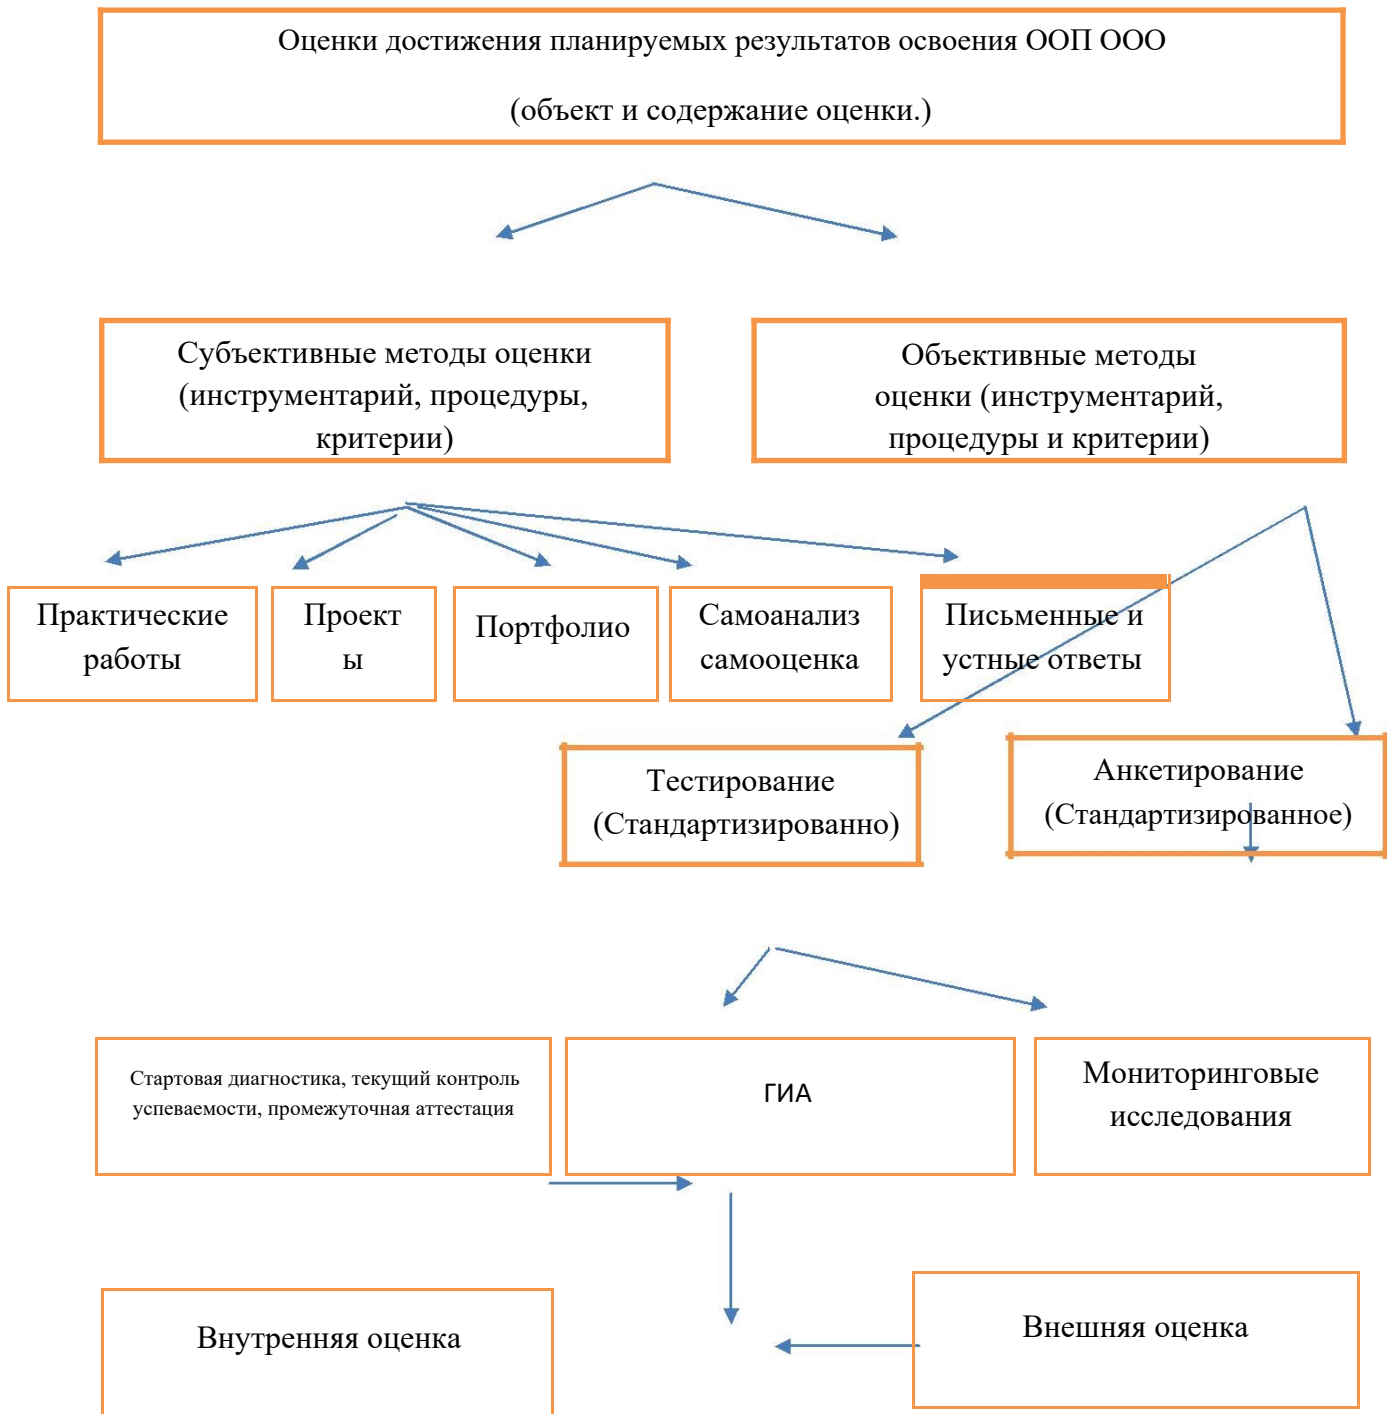 Оценки достижения планируемых результатов освоения ООП ООО
(объект и содержание оценки.)
Субъективные методы оценки
(инструментарий, процедуры,
критерии)
Объективные методы
оценки (инструментарий,
процедуры и критерии)
Практические
работы
Проект
ы
Портфолио
Самоанализ
самооценка
Письменные и
устные ответы
Тестирование
(Стандартизированно)
Анкетирование
(Стандартизированное)
Стартовая диагностика, текущий контроль
успеваемости, промежуточная аттестация
ГИА
Мониторинговые
исследования
Внутренняя оценка
Внешняя оценка